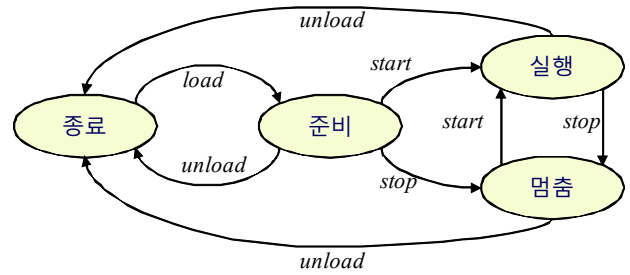 unload
실행
load
start
종료
준비
start
stop
unload
stop
멈춤
unload